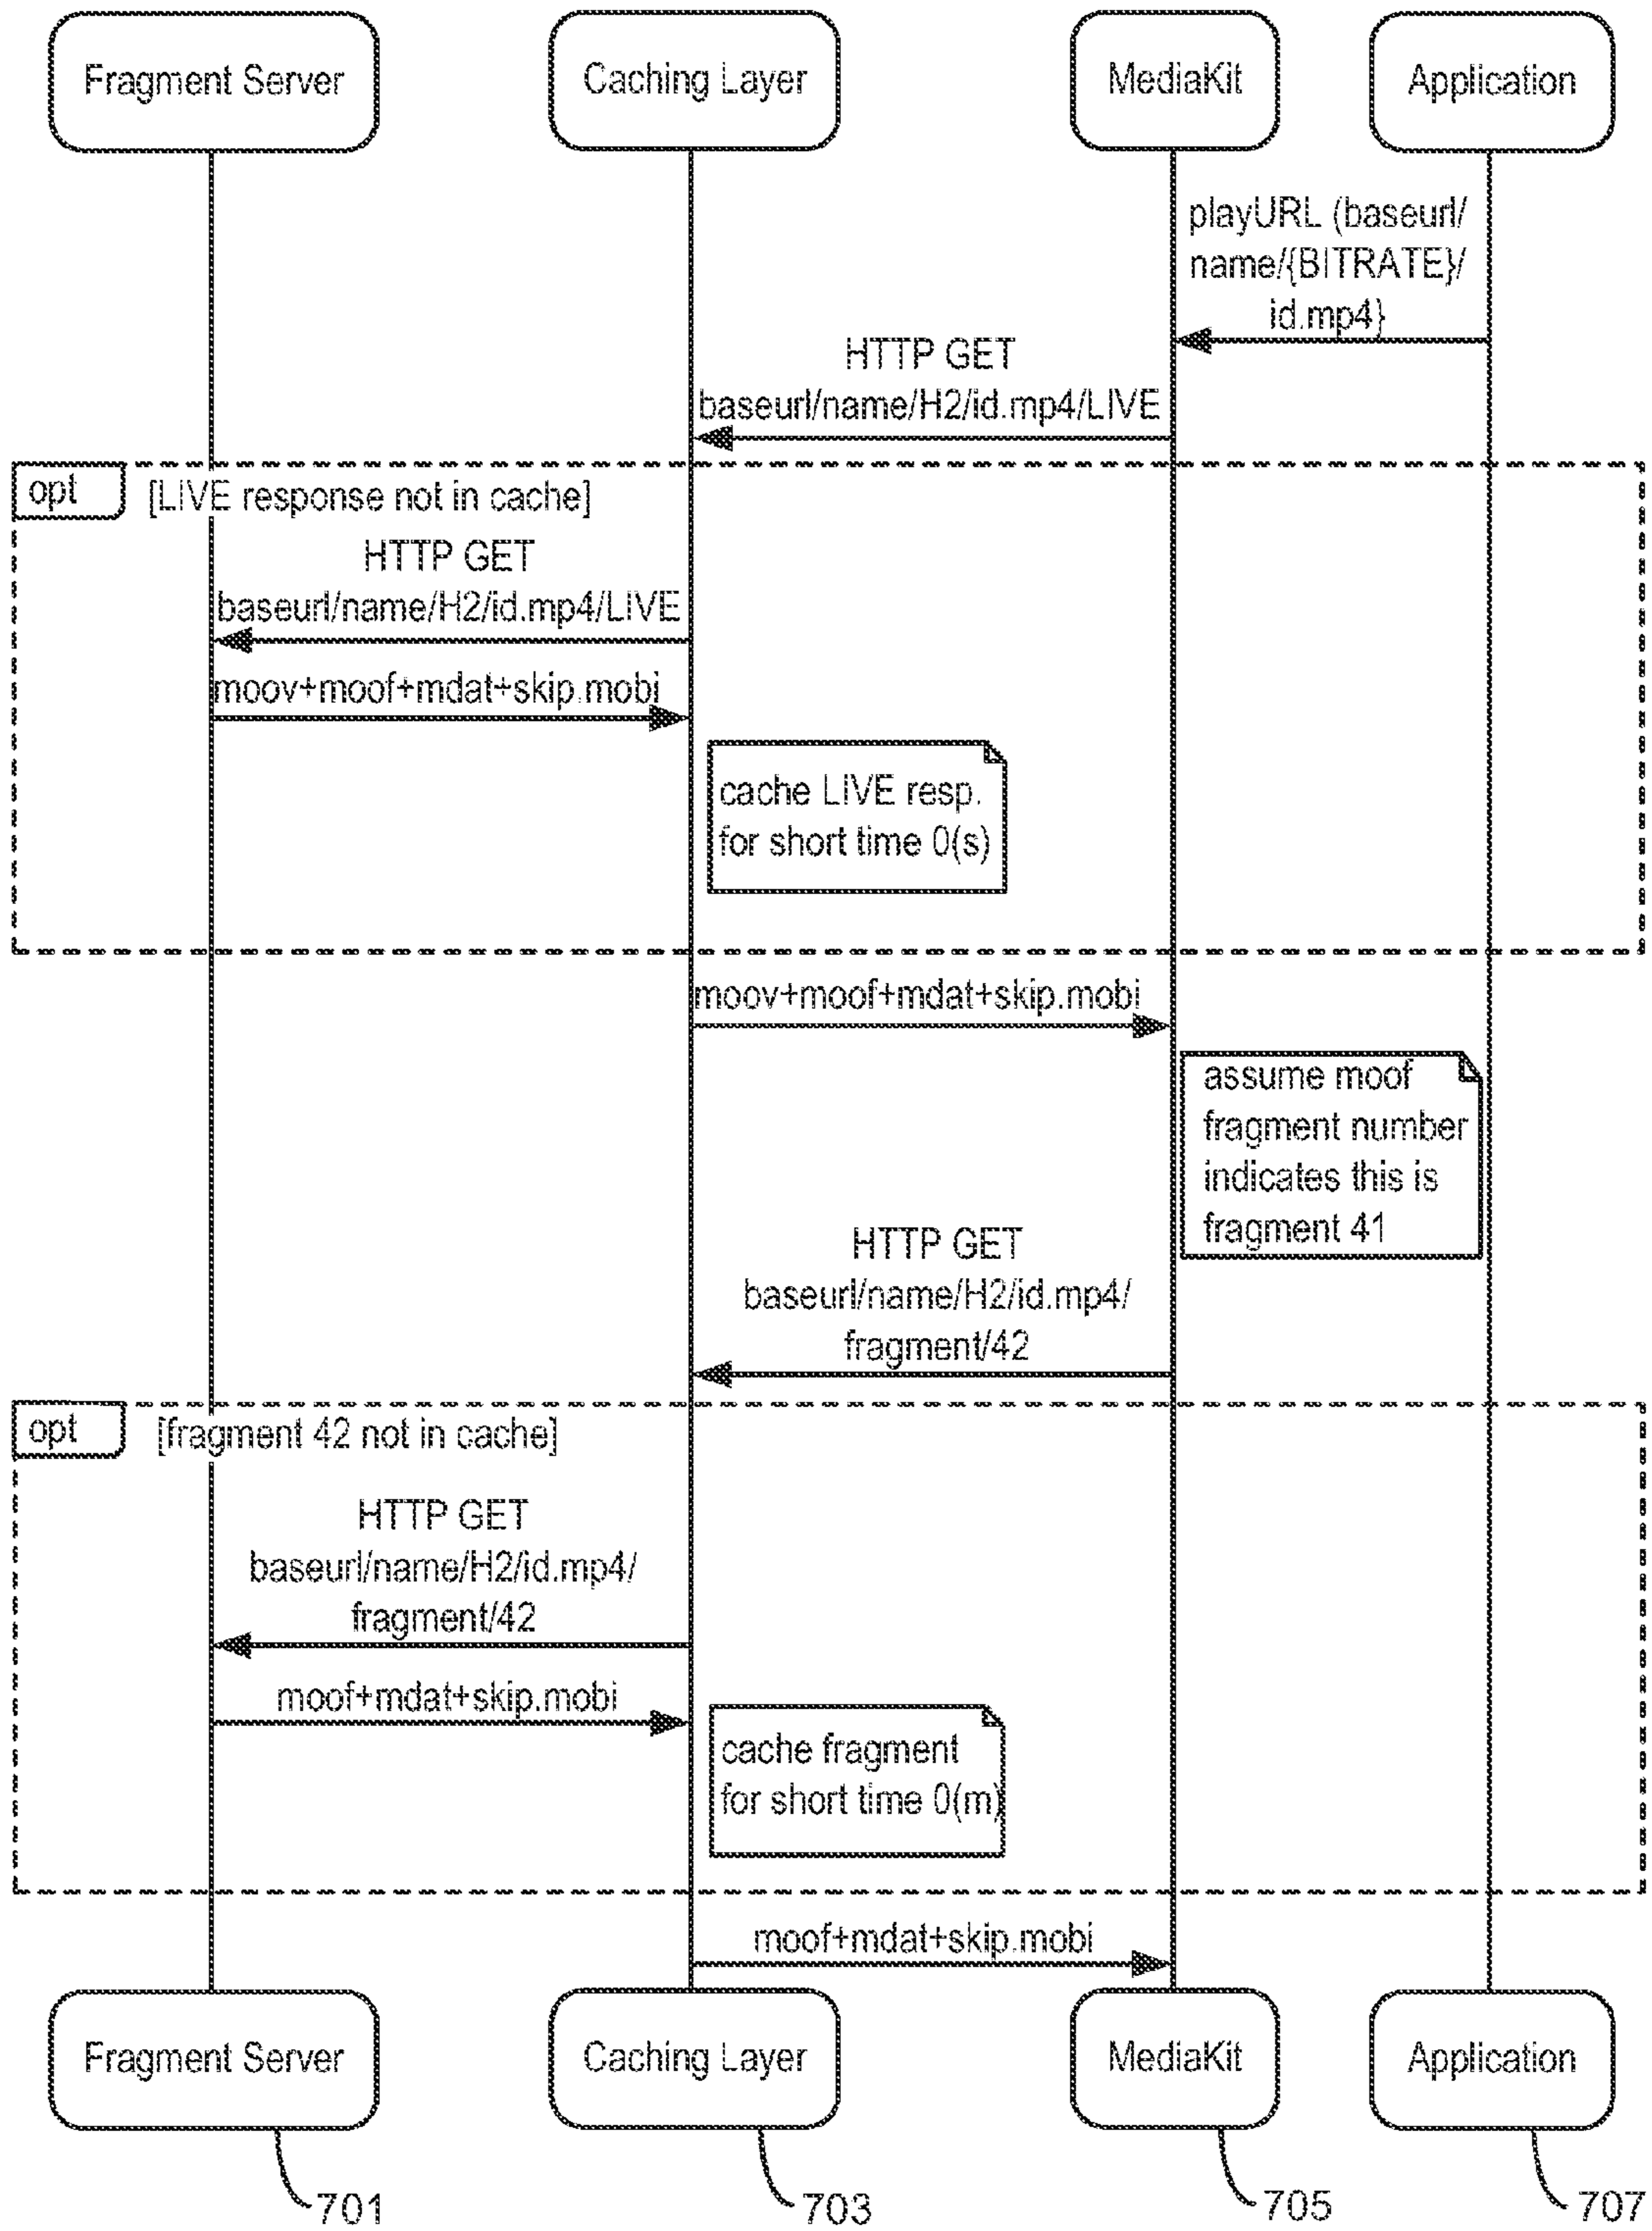 Fragment Server
Caching Layer
MediaKit
Application
playURL (baseurl/
name/{BITRATE}/
id.mp4}
HTTP GET
baseurl/name/H2/id.mp4/LIVE
opt
[LIVE response not in cache]
HTTP GET
baseurl/name/H2/id.mp4/LIVE
moov+moof+mdat+skip.mobi
cache LIVE resp.
for short time 0(s)
moov+moof+mdat+skip.mobi
assume moof
fragment number
indicates this is
fragment 41
HTTP GET
baseurl/name/H2/id.mp4/
fragment/42
opt
[fragment 42 not in cache]
HTTP GET
baseurl/name/H2/id.mp4/
fragment/42
moof+mdat+skip.mobi
cache fragment
for short time 0(m)
moof+mdat+skip.mobi
Fragment Server
Caching Layer
MediaKit
Application
701
703
705
707